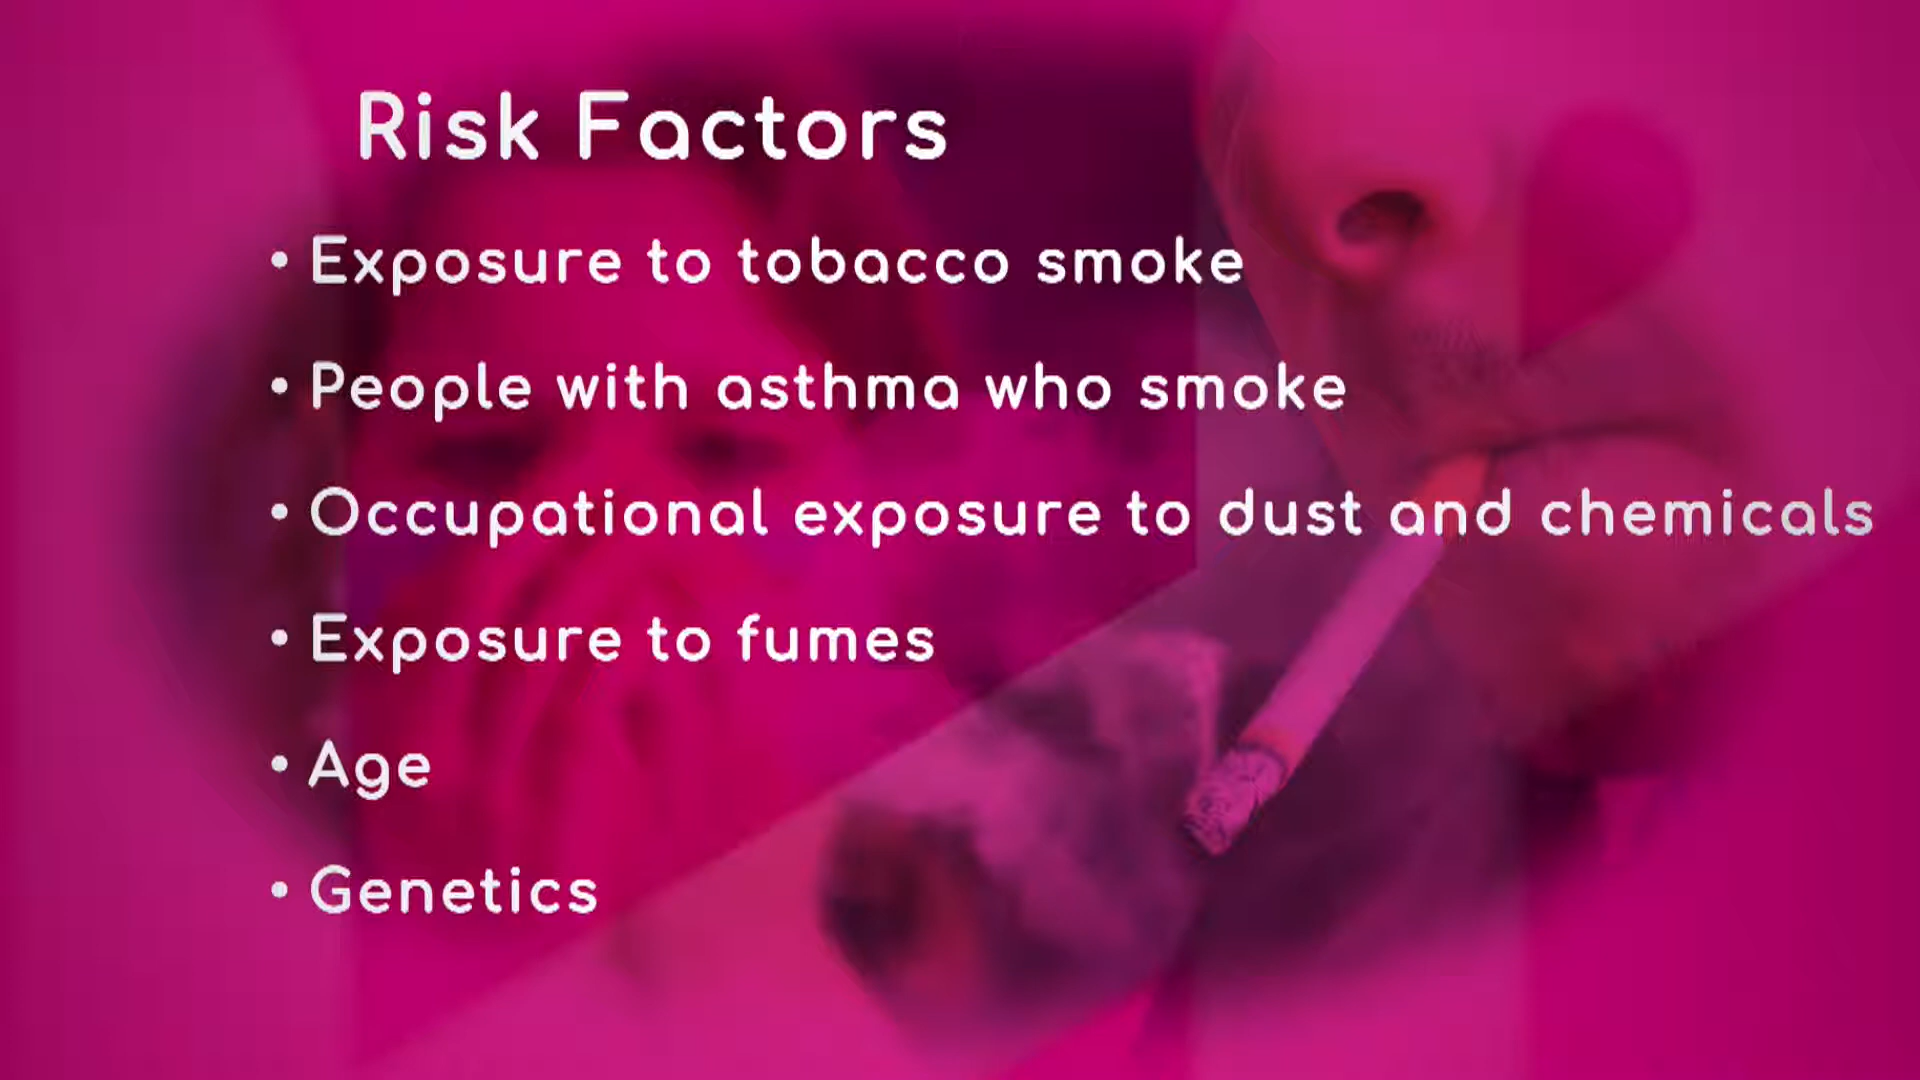 Risk Factors
• Exposure to tobacco smoke
• People with asthma who smoke
• Occupational exposure to dust and chemicals
• Exposure to fumes
• Age
• Genetics